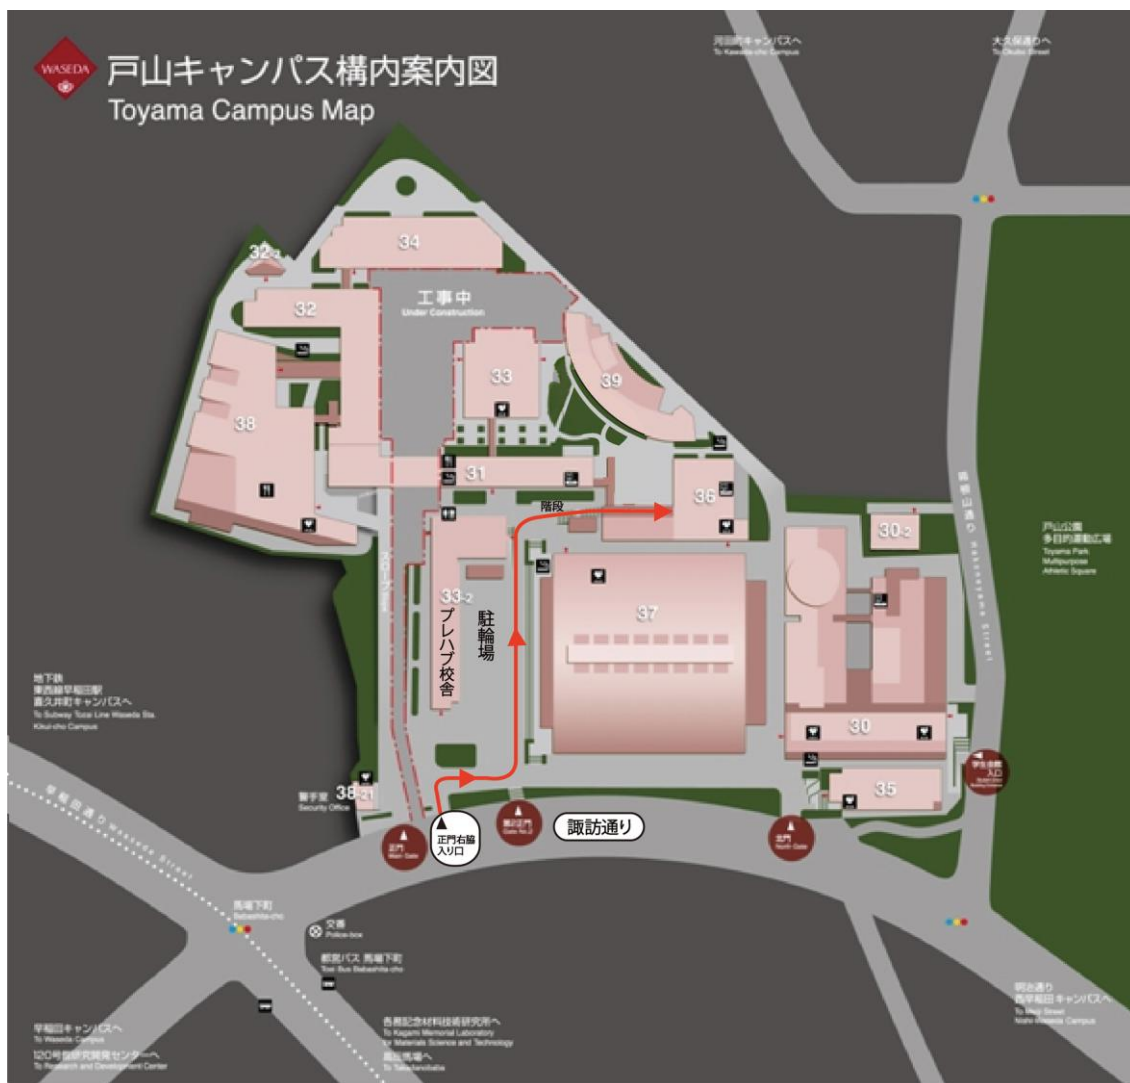 WASEDA
戸山キャンパス構内案内図
Toyama Campus Map
河田町キャンパスへ
To Kawada-cho Campus
大久保通りへ
To Okubo Street
34
32-2
32
工事中
Under Construction
33
39
38
31
36
階段
30-2
箱根山通り Hakoneyama Street
戸山公園
多目的運動広場
Toyama Park
Multipurpose
Athletic Square
スロープ
33-2
プレハブ校舎
駐輪場
37
地下鉄
東西線早稲田駅
喜久井町キャンパスへ
To Subway Tozai Line Waseda Sta.
Kikui-cho Campus
30
学生会館
入口
35
警手室
Security Office
38-21
早稲田通り Waseda Street
正門
Main Gate
正門右脇
入り口
第2正門
Gate No.2
諏訪通り
北門
North Gate
馬場下町
Babashita-cho
交番
Police-box
都営バス 馬場下町
Toei Bus Babashita-cho
早稲田キャンパスへ
To Waseda Campus
120号館研究開発センターへ
To Research and Development Center
各務記念材料技術研究所へ
To Kagami Memorial Laboratory
for Materials Science and Technology
高田馬場へ
To Takadanobaba
明治通り
西早稲田キャンパスへ
To Meiji Street
Nishi-Waseda Campus